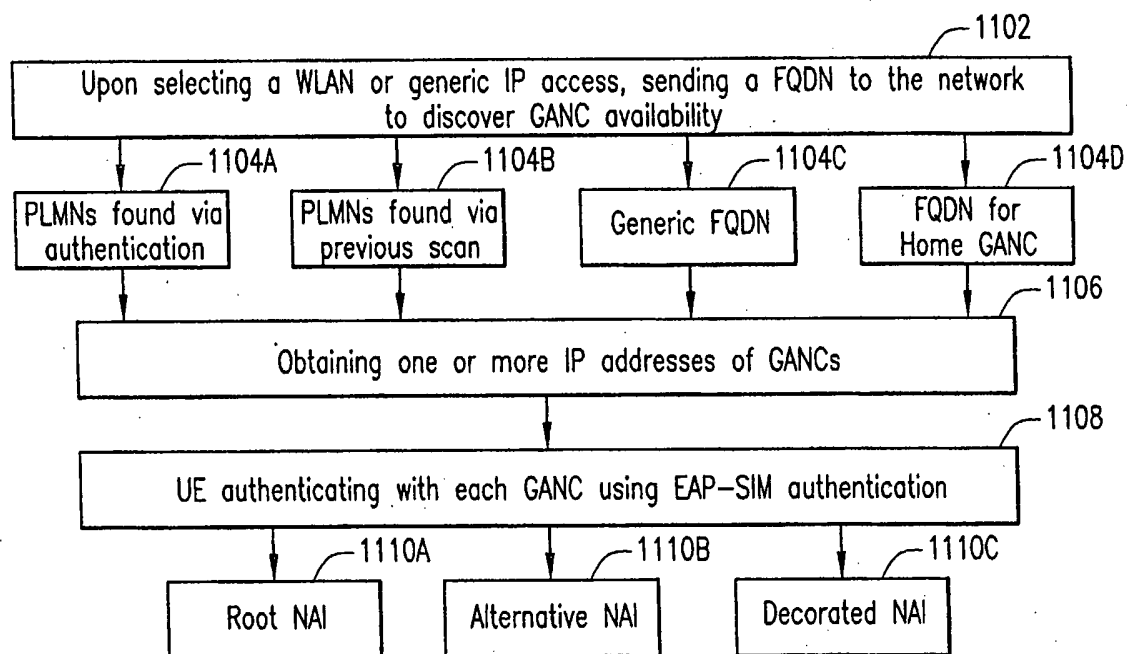 1102
Upon selecting a WLAN or generic IP access, sending a FQDN to the network
to discover GANC availability
1104A
1104B
1104C
1104D
PLMNs found via
authentication
PLMNs found via
previous scan
Generic FQDN
FQDN for
Home GANC
1106
Obtaining one or more IP addresses of GANCs
1108
UE authenticating with each GANC using EAP-SIM authentication
1110A
1110B
1110C
Root NAI
Alternative NAI
Decorated NAI